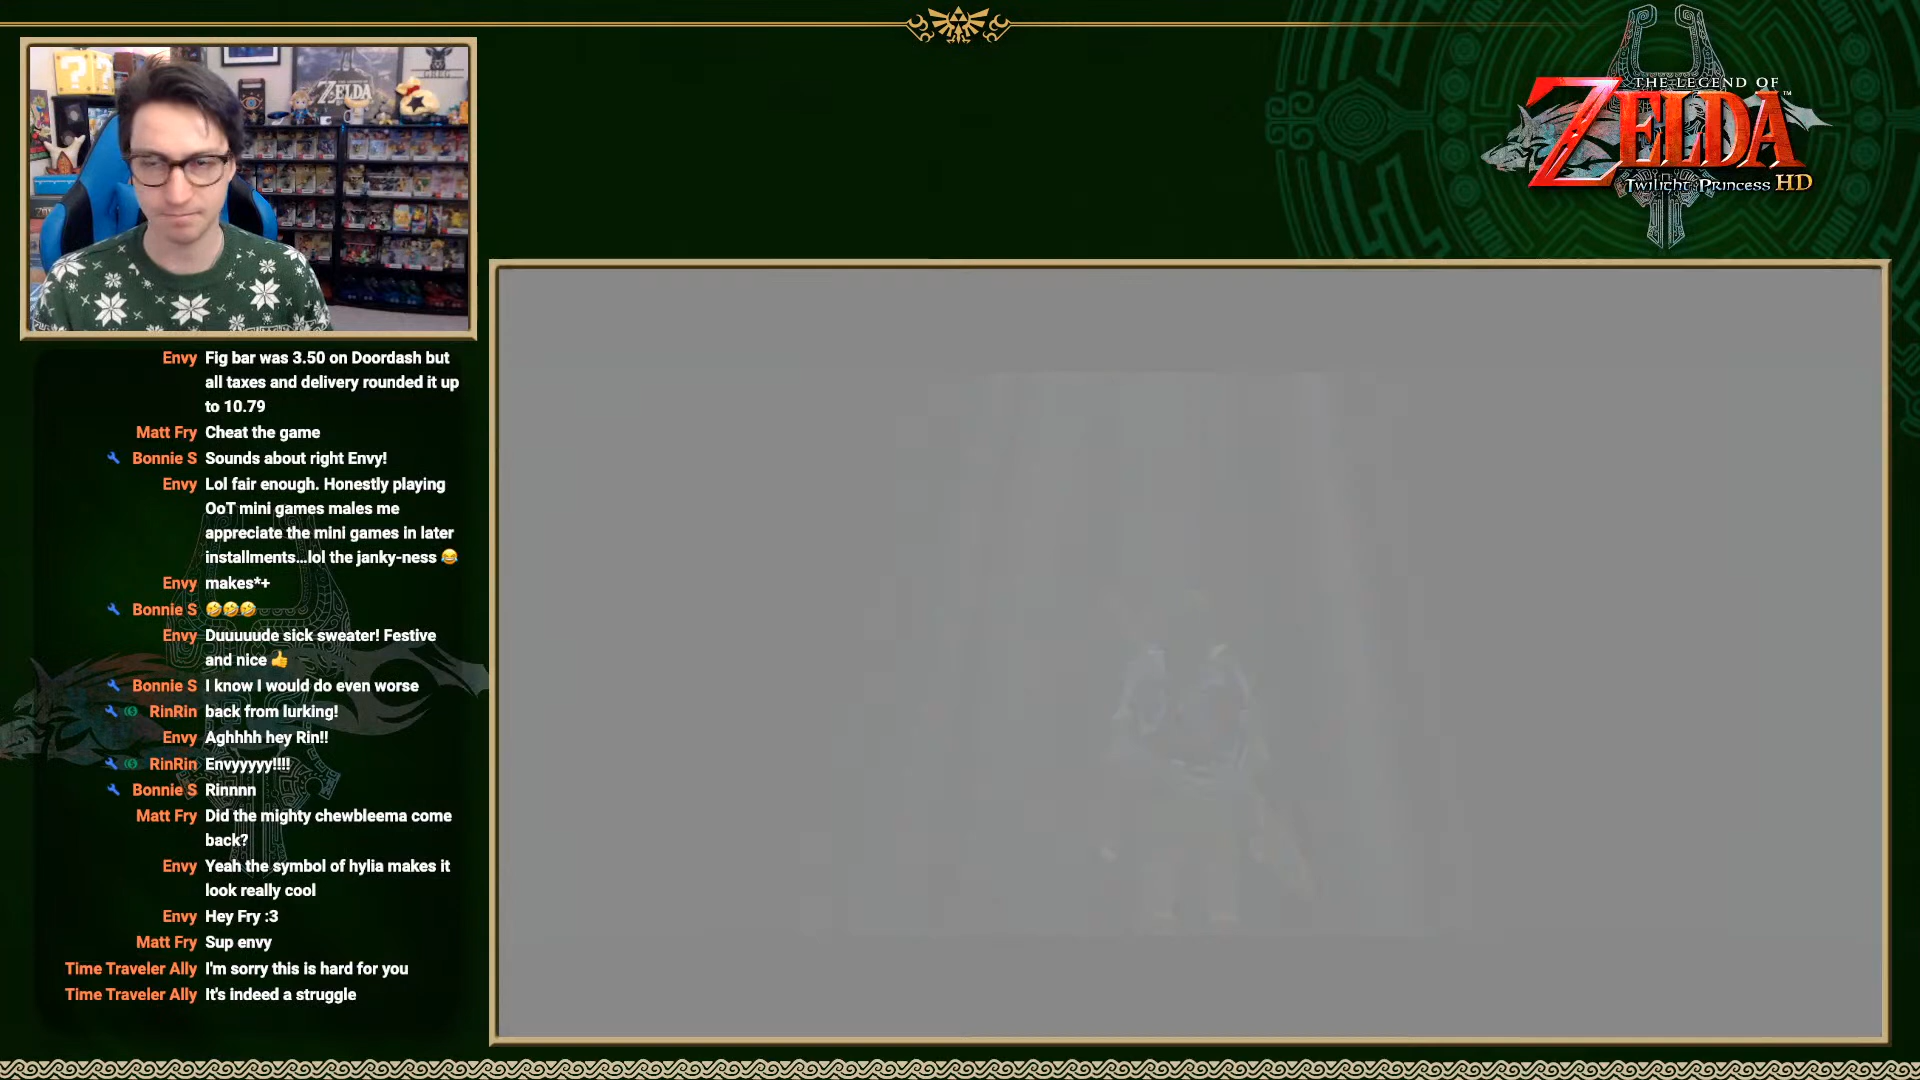 THE LEGEND OF
ZELDA
TM
Twilight Princess HD
ZELDA
GREG
Envy Fig bar was 3.50 on Doordash but
all taxes and delivery rounded it up
to 10.79
Matt Fry Cheat the game
Bonnie S Sounds about right Envy!
Envy Lol fair enough. Honestly playing
OoT mini games males me
appreciate the mini games in later
installments...lol the janky-ness 😂
Envy makes*+
Bonnie S 🤣🤣🤣
Envy Duuuuude sick sweater! Festive
and nice 👍
Bonnie S I know I would do even worse
RinRin back from lurking!
Envy Aghhhh hey Rin!!
RinRin Envyyyyy!!!!
Bonnie S Rinnnn
Matt Fry Did the mighty chewbleema come
back?
Envy Yeah the symbol of hylia makes it
look really cool
Envy Hey Fry :3
Matt Fry Sup envy
Time Traveler Ally I'm sorry this is hard for you
Time Traveler Ally It's indeed a struggle